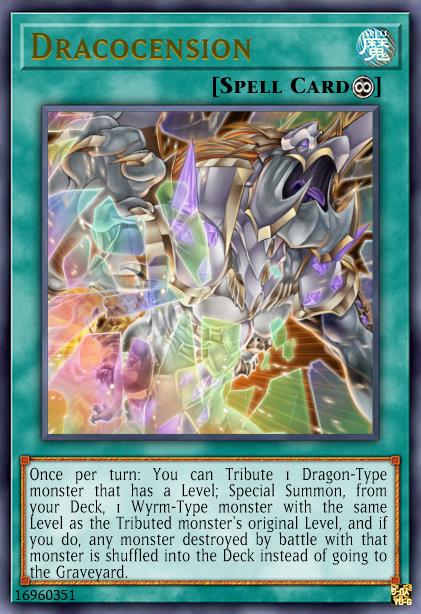 DRACOCENSION
[SPELL CARD]
Once per turn: You can Tribute 1 Dragon-Type
monster that has a Level; Special Summon, from
your Deck, 1 Wyrm-Type monster with the same
Level as the Tributed monster's original Level, and if
you do, any monster destroyed by battle with that
monster is shuffled into the Deck instead of going to
the Graveyard.
16960351